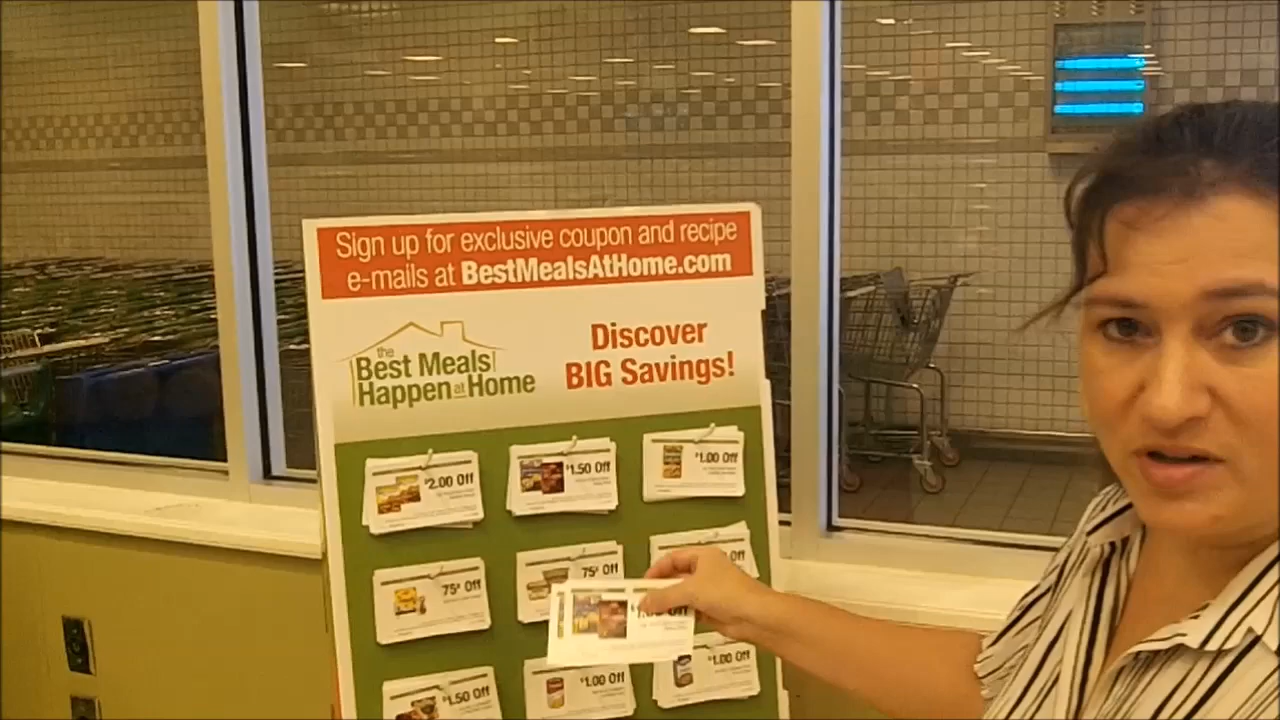 Sign up for exclusive coupon and recipe
e-mails at BestMealsAtHome.com
the
Best Meals
Happen at Home
Discover
BIG Savings!
$2.00 Off
$1.50 Off
$1.00 Off
75¢ Off
75¢ Off
Off
Off
$1.50 Off
$1.00 Off
$1.00 Off